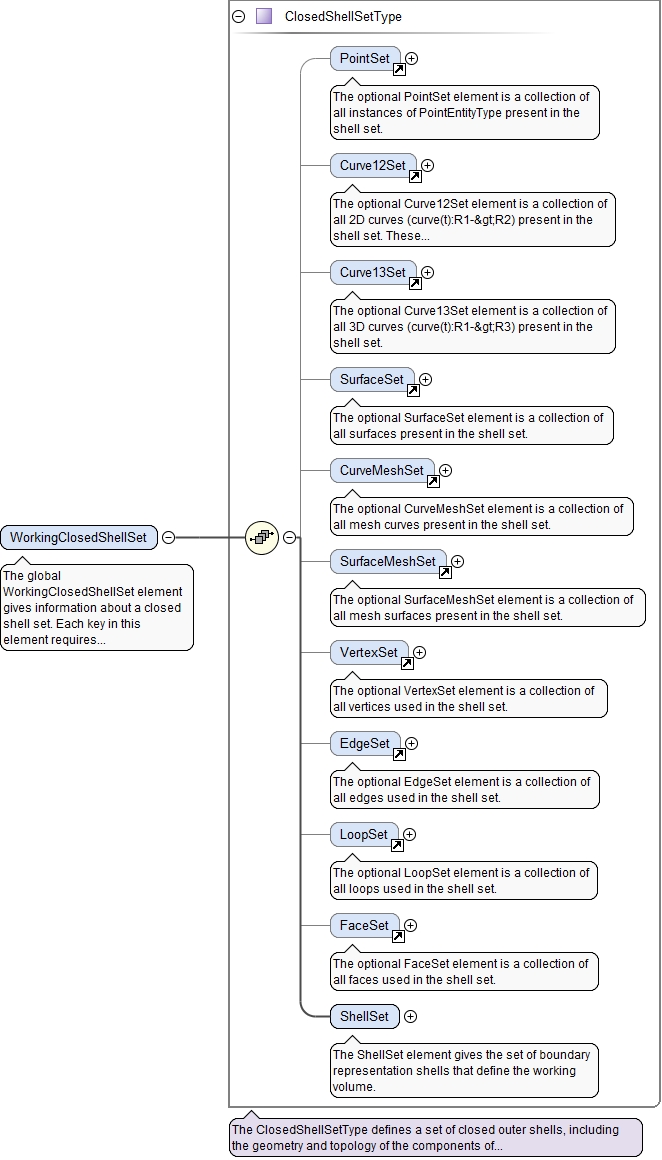 ClosedShellSetType
PointSet
The optional PointSet element is a collection of
all instances of PointEntityType present in the
shell set.
Curve12Set
The optional Curve12Set element is a collection of
all 2D curves (curve(t):R1-&gt;R2) present in the
shell set. These...
Curve13Set
The optional Curve13Set element is a collection of
all 3D curves (curve(t):R1-&gt;R3) present in the
shell set.
SurfaceSet
The optional SurfaceSet element is a collection of
all surfaces present in the shell set.
CurveMeshSet
The optional CurveMeshSet element is a collection of
all mesh curves present in the shell set.
WorkingClosedShellSet
The global
WorkingClosedShellSet element
gives information about a closed
shell set. Each key in this
element requires...
SurfaceMeshSet
The optional SurfaceMeshSet element is a collection of
all mesh surfaces present in the shell set.
VertexSet
The optional VertexSet element is a collection of
all vertices used in the shell set.
EdgeSet
The optional EdgeSet element is a collection of
all edges used in the shell set.
LoopSet
The optional LoopSet element is a collection of
all loops used in the shell set.
FaceSet
The optional FaceSet element is a collection of
all faces used in the shell set.
ShellSet
The ShellSet element gives the set of boundary
representation shells that define the working
volume.
The ClosedShellSetType defines a set of closed outer shells, including
the geometry and topology of the components of...